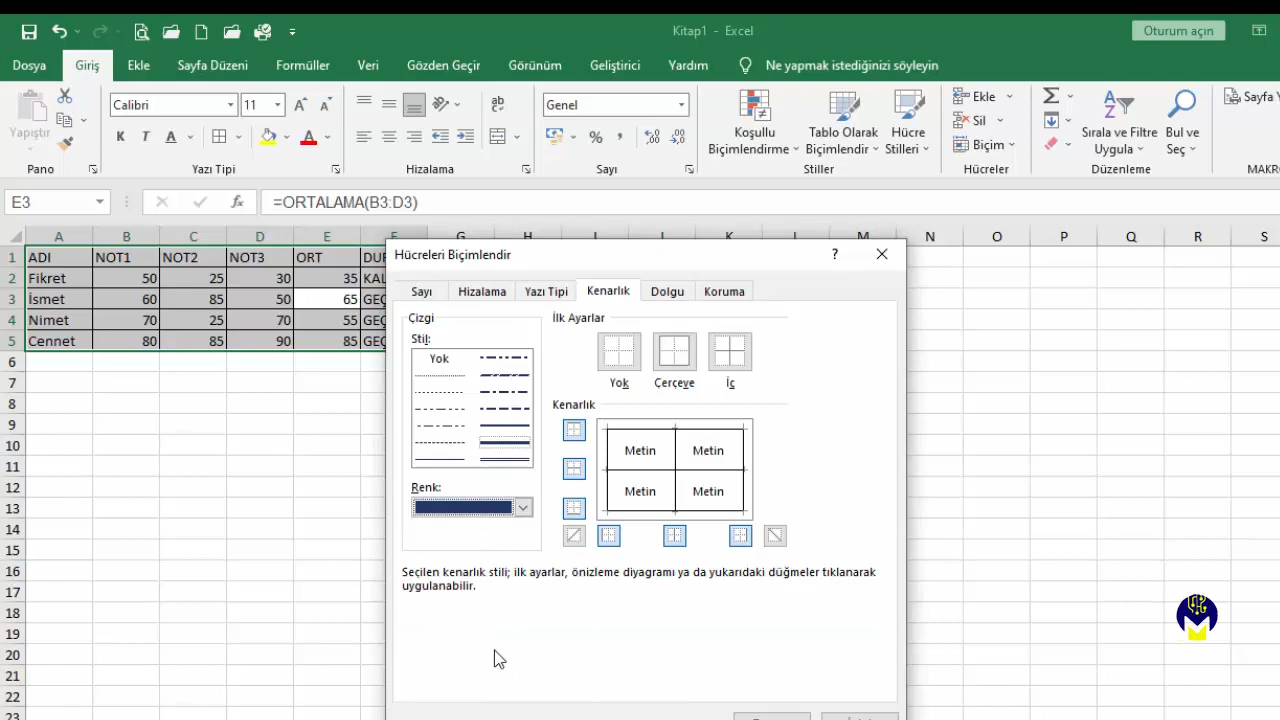 Kitap1 - Excel
Oturum açın
Dosya Giriş Ekle Sayfa Düzeni Formüller Veri Gözden Geçir Görünüm Geliştirici Yardım Ne yapmak istediğinizi söyleyin
Yapıştır
Pano
Calibri 11
K T A A
Yazı Tipi
Hizalama
Genel
Sayı
Koşullu Biçimlendirme
Tablo Olarak Biçimlendir
Hücre Stilleri
Stiller
Ekle
Sil
Biçim
Hücreler
Sırala ve Filtre Uygula
Bul ve Seç
Düzenleme
Sayfa
E3 fx =ORTALAMA(B3:D3)
A B C D E F G H I J K L M N O P Q R S
1 ADI NOT1 NOT2 NOT3 ORT
2 Fikret 50 25 30 35
3 İsmet 60 85 50 65
4 Nimet 70 25 70 55
5 Cennet 80 85 90 85
6
7
8
9
10
11
12
13
14
15
16
17
18
19
20
21
22
23
Hücreleri Biçimlendir ?
Sayı Hizalama Yazı Tipi Kenarlık Dolgu Koruma
Çizgi
Stil:
Yok
Renk:
İlk Ayarlar
Yok Çerçeve İç
Kenarlık
Metin Metin
Metin Metin
Seçilen kenarlık stili; ilk ayarlar, önizleme diyagramı ya da yukarıdaki düğmeler tıklanarak
uygulanabilir.